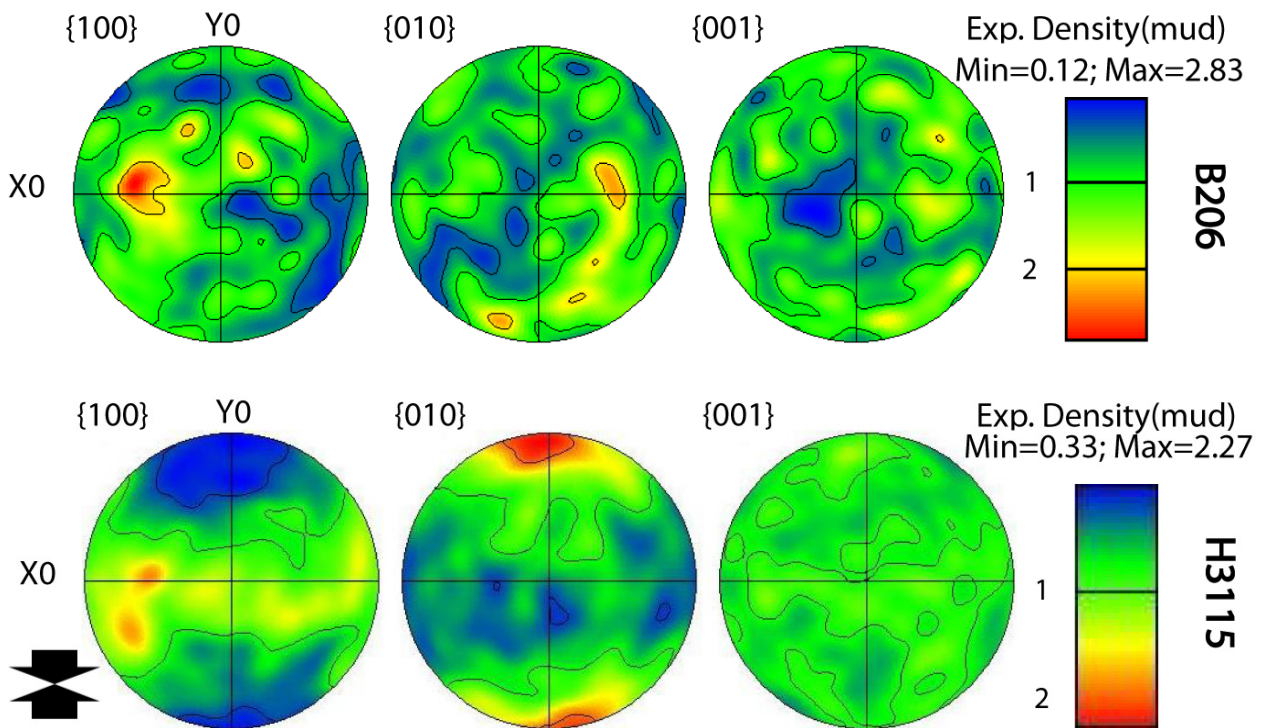 {100} Y0 {010} {001} Exp. Density(mud)
Min=0.12; Max=2.83
X0 1 B206
2
{100} Y0 {010} {001} Exp. Density(mud)
Min=0.33; Max=2.27
X0 1 H3115
2